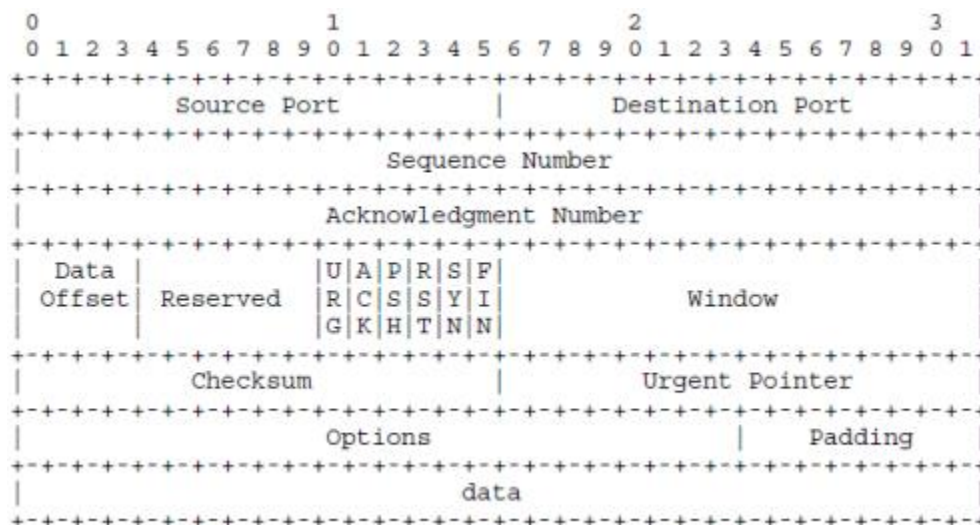 0                   1                   2                   3
0 1 2 3 4 5 6 7 8 9 0 1 2 3 4 5 6 7 8 9 0 1 2 3 4 5 6 7 8 9 0 1
+-+-+-+-+-+-+-+-+-+-+-+-+-+-+-+-+-+-+-+-+-+-+-+-+-+-+-+-+-+-+-+-
|          Source Port          |       Destination Port
+-+-+-+-+-+-+-+-+-+-+-+-+-+-+-+-+-+-+-+-+-+-+-+-+-+-+-+-+-+-+-+-
|                        Sequence Number                        |
+-+-+-+-+-+-+-+-+-+-+-+-+-+-+-+-+-+-+-+-+-+-+-+-+-+-+-+-+-+-+-+-
|                    Acknowledgment Number
+-+-+-+-+-+-+-+-+-+-+-+-+-+-+-+-+-+-+-+-+-+-+-+-+-+-+-+-+-+-+-+-
|  Data |           |U|A|P|R|S|F|                               |
| Offset| Reserved  |R|C|S|S|Y|I|            Window             |
|       |           |G|K|H|T|N|N|                               |
+-+-+-+-+-+-+-+-+-+-+-+-+-+-+-+-+-+-+-+-+-+-+-+-+-+-+-+-+-+-+-+-
|           Checksum            |         Urgent Pointer
+-+-+-+-+-+-+-+-+-+-+-+-+-+-+-+-+-+-+-+-+-+-+-+-+-+-+-+-+-+-+-+-
|                    Options                    |    Padding    |
+-+-+-+-+-+-+-+-+-+-+-+-+-+-+-+-+-+-+-+-+-+-+-+-+-+-+-+-+-+-+-+-
|                             data                              |
+-+-+-+-+-+-+-+-+-+-+-+-+-+-+-+-+-+-+-+-+-+-+-+-+-+-+-+-+-+-+-+-